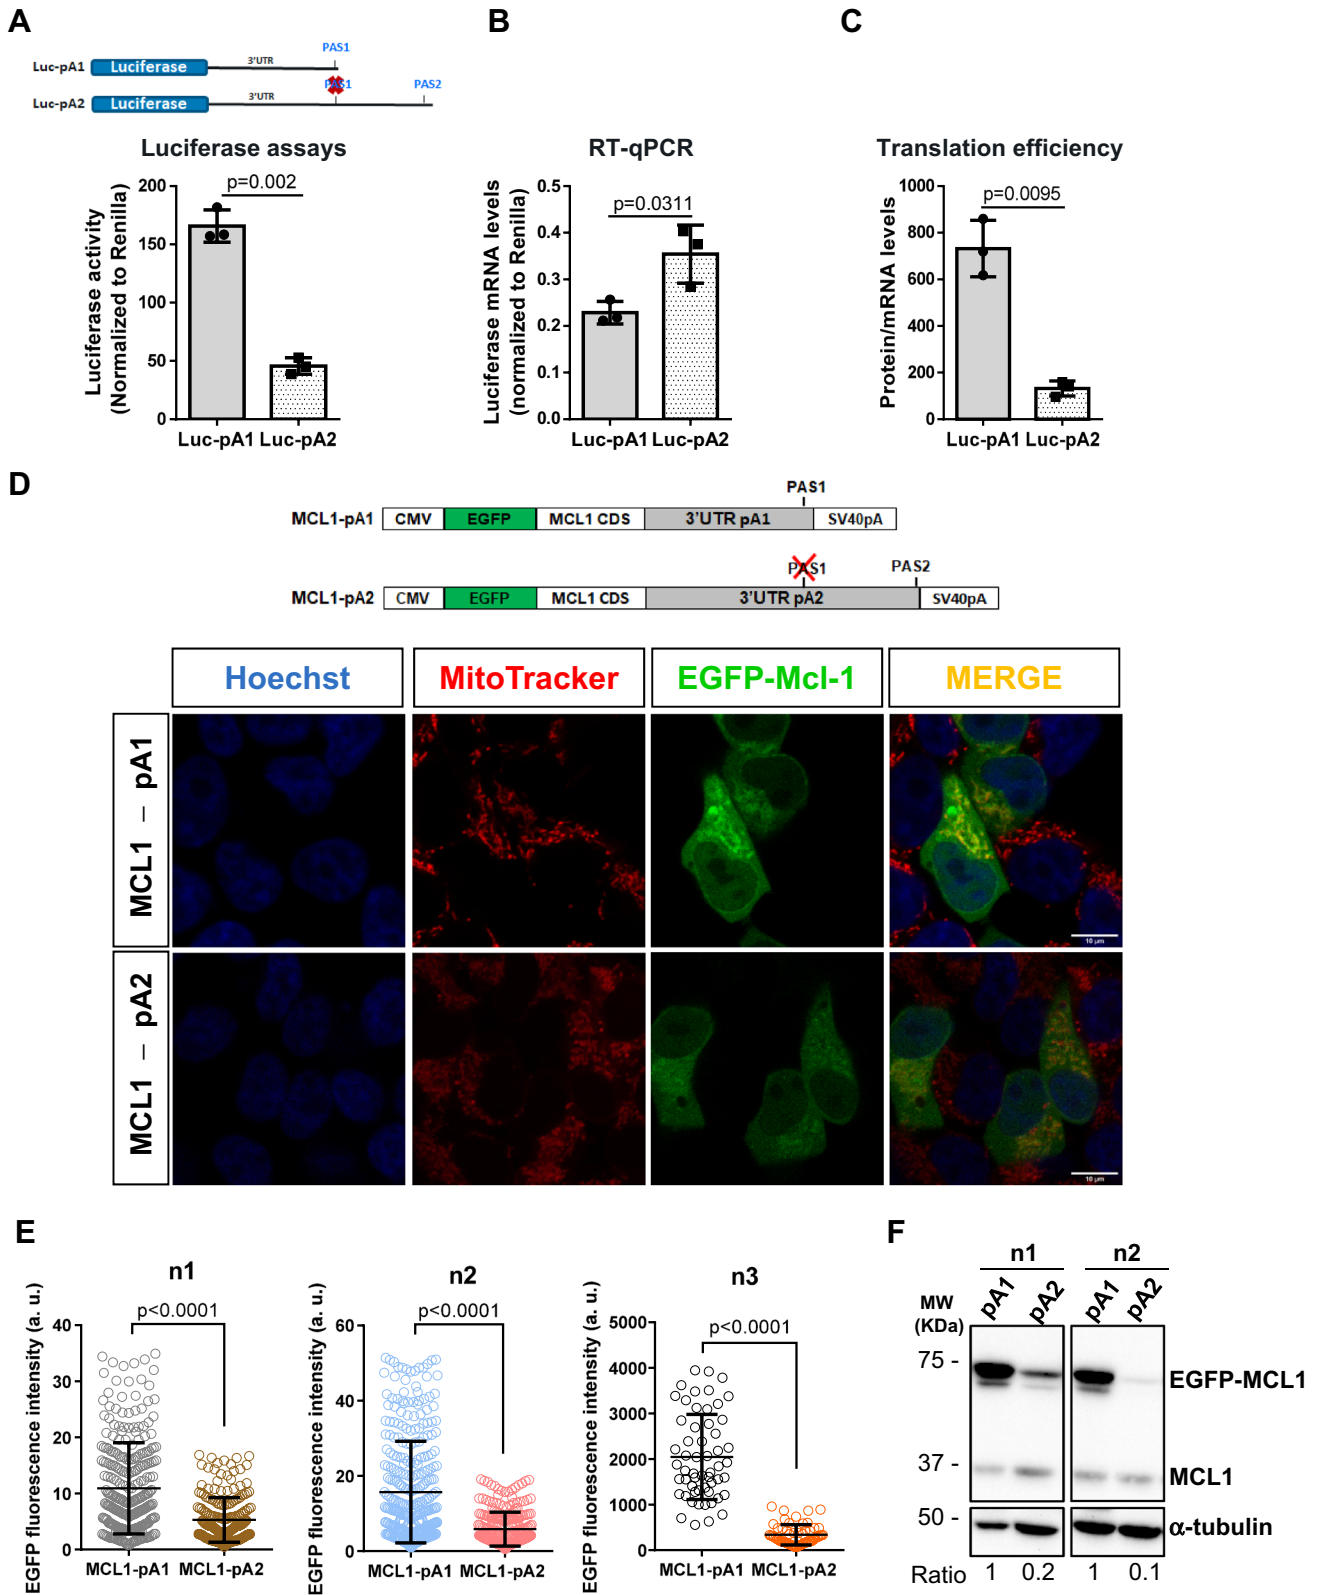 A
B
C
PAS1
Luc-pA1
Luciferase
3'UTR
PAS1
PAS2
Luc-pA2
Luciferase
3'UTR
Luciferase assays
p=0.002
Luciferase activity
(Normalized to Renilla)
200
150
100
50
0
Luc-pA1 Luc-pA2
RT-qPCR
p=0.0311
Luciferase mRNA levels
(normalized to Renilla)
0.5
0.4
0.3
0.2
0.1
0.0
Luc-pA1 Luc-pA2
Translation efficiency
p=0.0095
Protein/mRNA levels
1000
800
600
400
200
0
Luc-pA1 Luc-pA2
D
PAS1
MCL1-pA1
CMV
EGFP
MCL1 CDS
3'UTR pA1
SV40pA
PAS1
PAS2
MCL1-pA2
CMV
EGFP
MCL1 CDS
3'UTR pA2
SV40pA
Hoechst
MitoTracker
EGFP-Mcl-1
MERGE
MCL1 – pA1
10 µm
MCL1 – pA2
10 µm
E
n1
p<0.0001
EGFP fluorescence intensity (a. u.)
40
30
20
10
0
MCL1-pA1 MCL1-pA2
n2
p<0.0001
EGFP fluorescence intensity (a. u.)
60
40
20
0
MCL1-pA1 MCL1-pA2
n3
p<0.0001
EGFP fluorescence intensity (a. u.)
5000
4000
3000
2000
1000
0
MCL1-pA1 MCL1-pA2
F
n1
n2
pA1
pA2
pA1
pA2
MW
(KDa)
75 -
EGFP-MCL1
37 -
MCL1
50 -
α-tubulin
Ratio 1 0.2 1 0.1